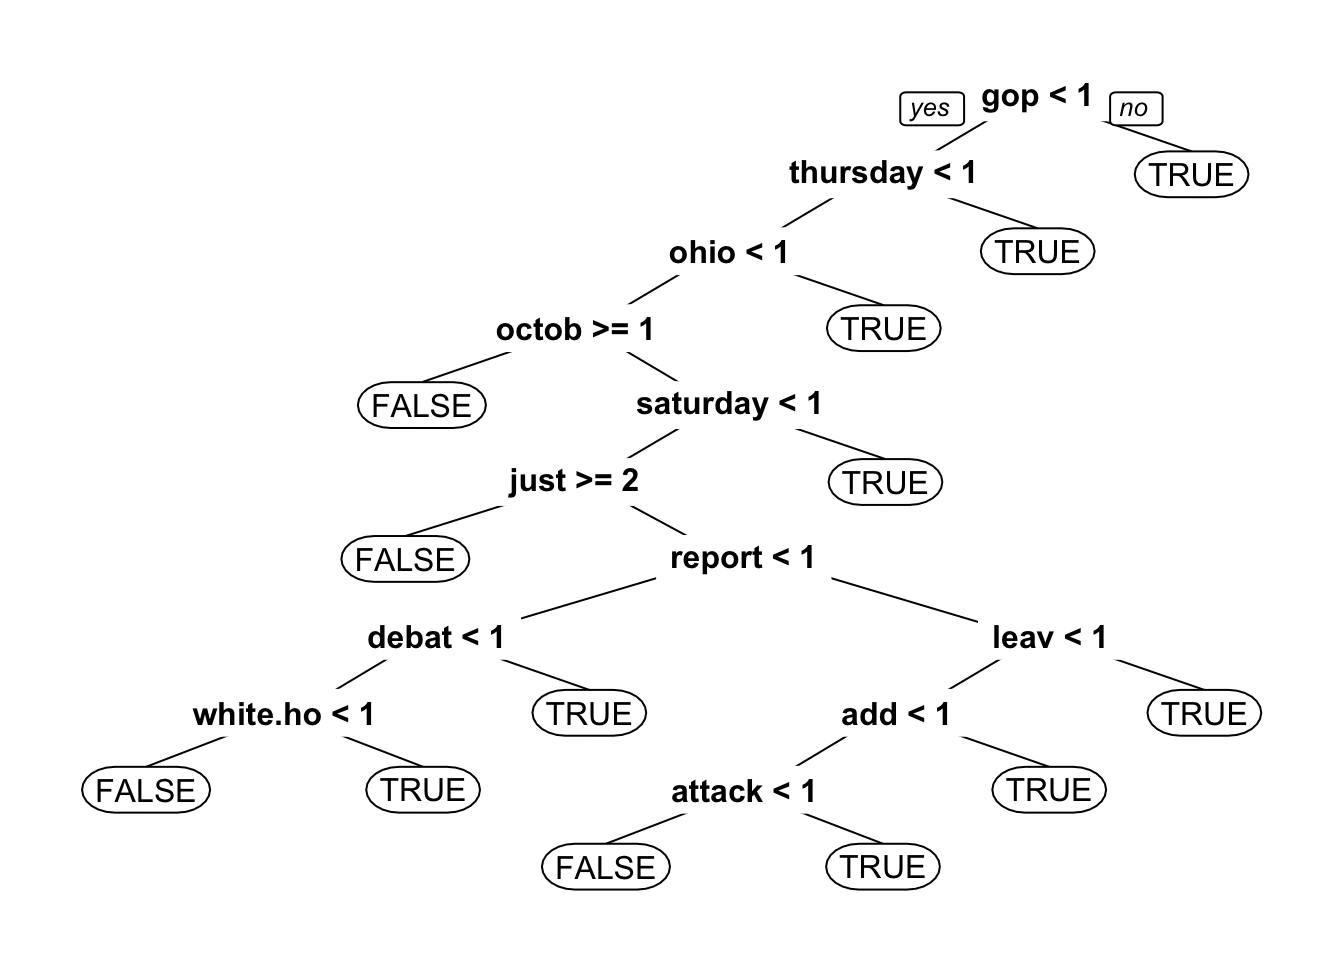 yes gop < 1 no
thursday < 1 TRUE
ohio < 1 TRUE
octob >= 1 TRUE
FALSE saturday < 1
just >= 2 TRUE
FALSE report < 1
debat < 1 leav < 1
white.ho < 1 TRUE add < 1 TRUE
FALSE TRUE attack < 1 TRUE
FALSE TRUE